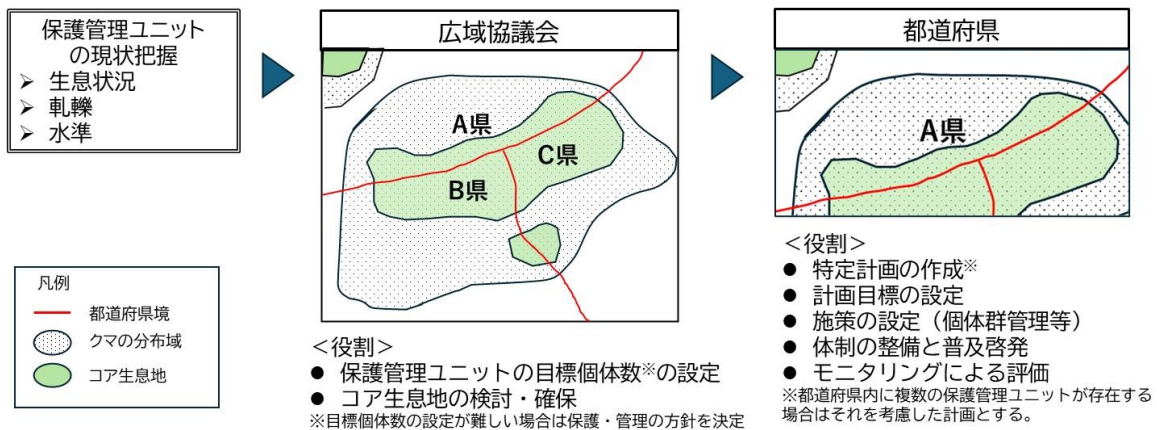 保護管理ユニット
の現状把握
➢ 生息状況
➢ 軋轢
➢ 水準
広域協議会
A県
C県
B県
都道府県
A県
凡例
都道府県境
クマの分布域
コア生息地
＜役割＞
● 保護管理ユニットの目標個体数※の設定
● コア生息地の検討・確保
※目標個体数の設定が難しい場合は保護・管理の方針を決定
＜役割＞
● 特定計画の作成※
● 計画目標の設定
● 施策の設定（個体群管理等）
● 体制の整備と普及啓発
● モニタリングによる評価
※都道府県内に複数の保護管理ユニットが存在する
場合はそれを考慮した計画とする。